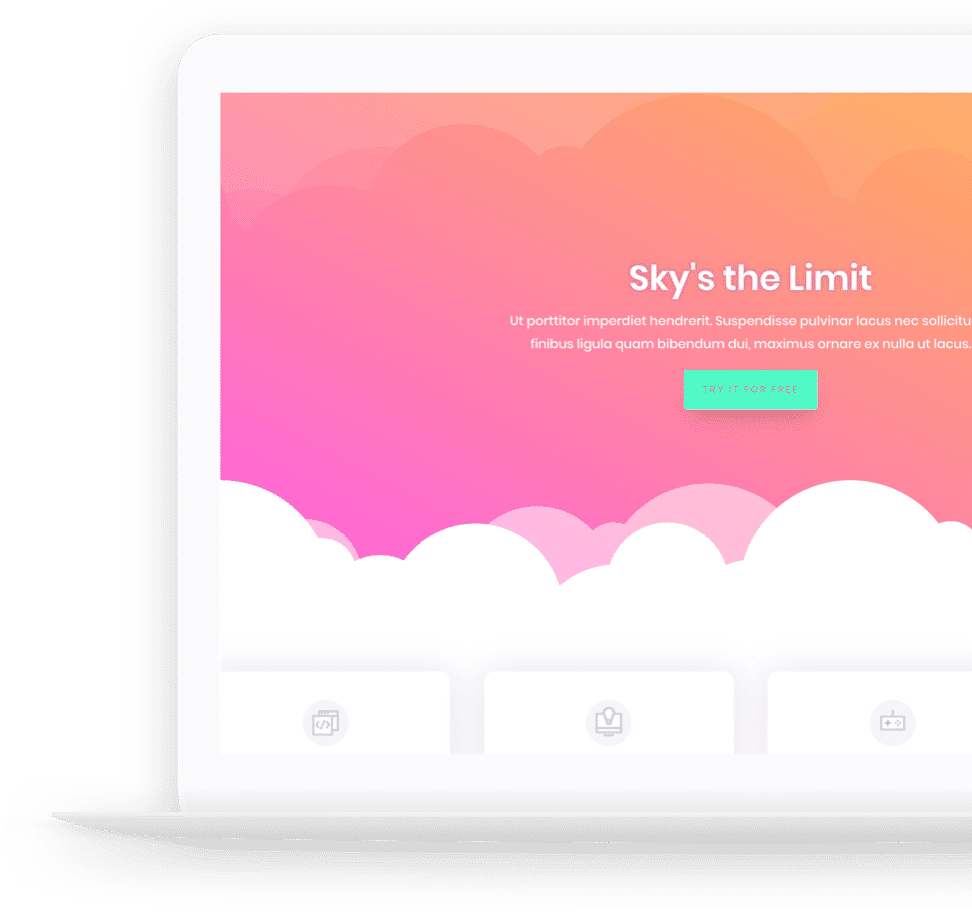 Sky's the Limit
Ut porttitor imperdiet hendrerit. Suspendisse pulvinar lacus nec
finibus ligula quam bibendum dui, maximus ornare ex nulla ut lacus.
TRY IT FOR FREE